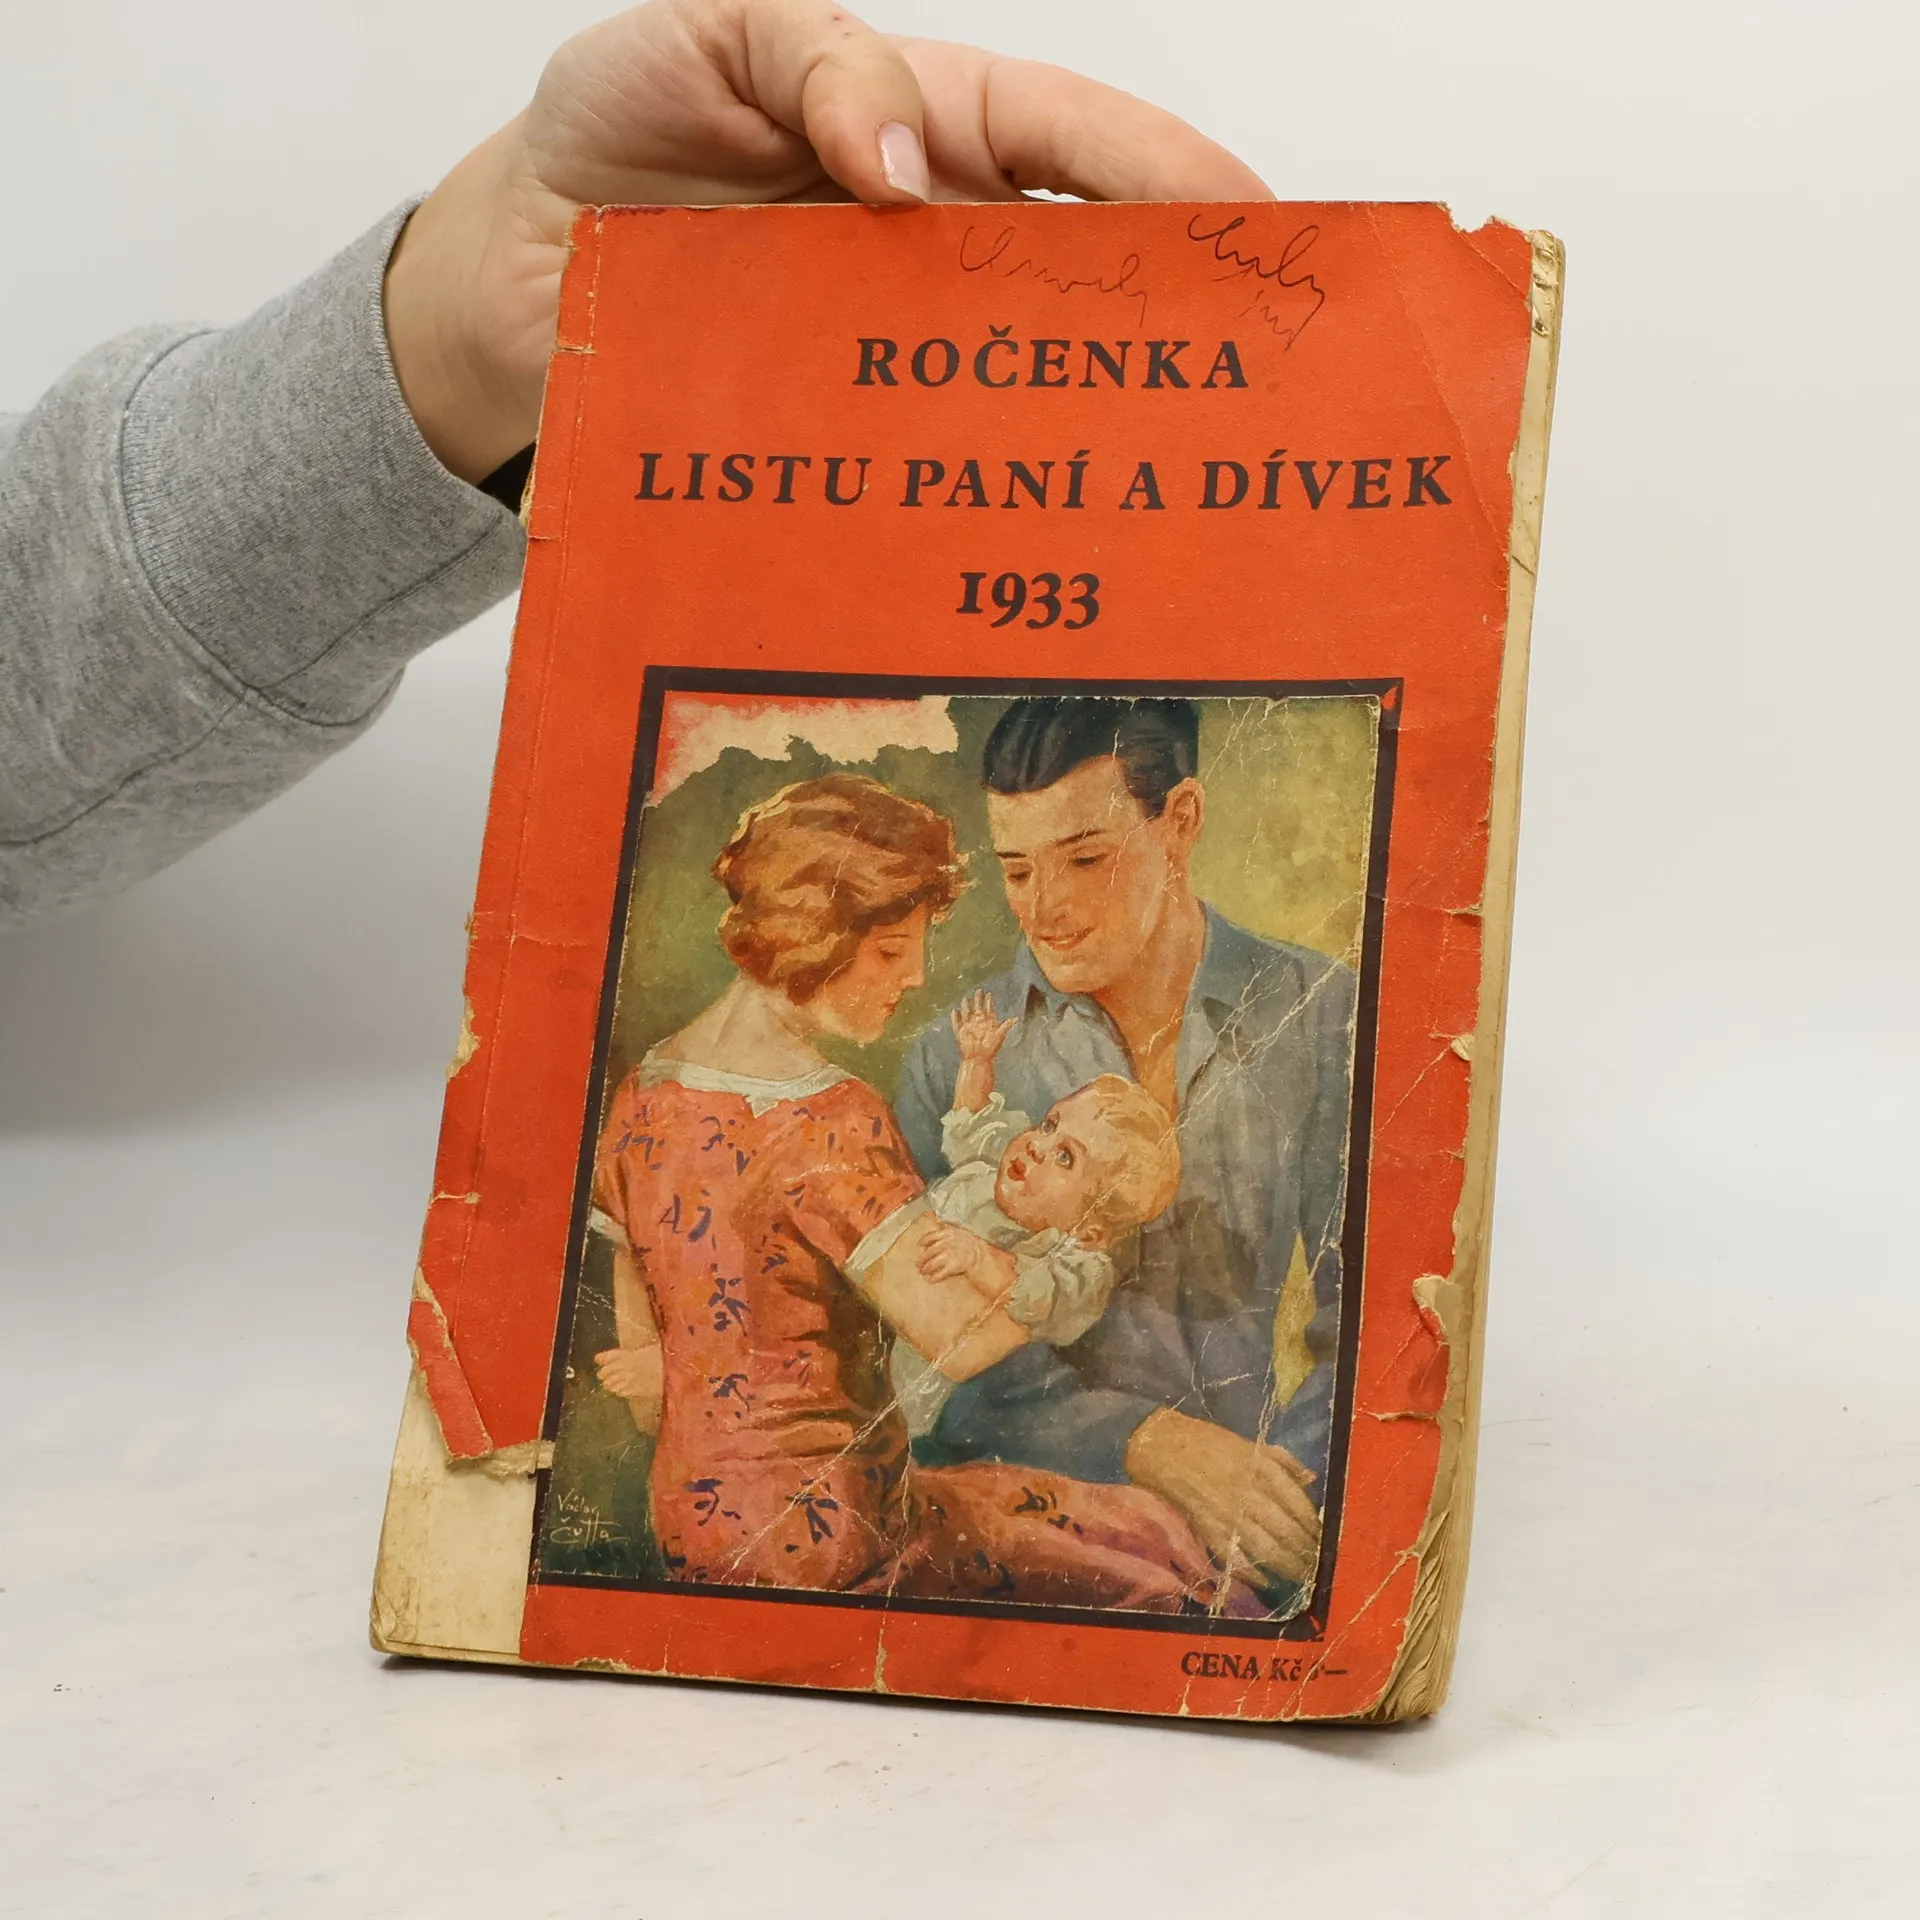 ROČENKA
LISTU PANÍ A DÍVEK
1933
Václav
Čutta
CENA Kč